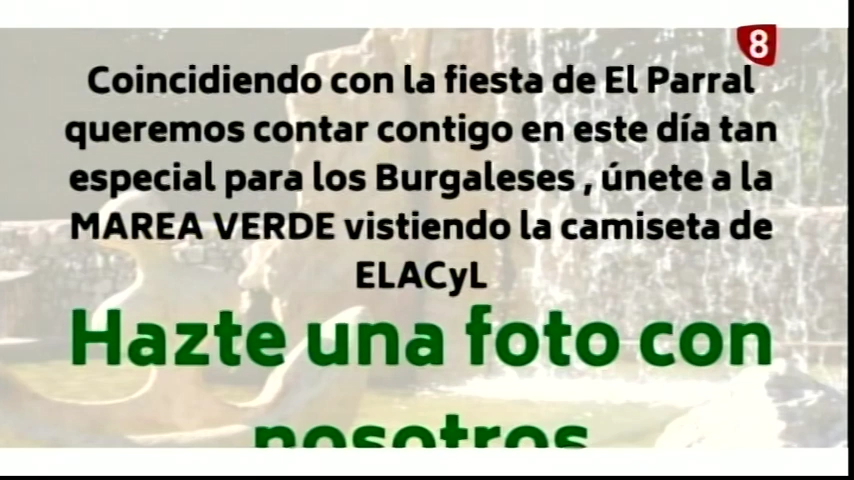 8
Coincidiendo con la fiesta de El Parral
queremos contar contigo en este día tan
especial para los Burgaleses , únete a la
MAREA VERDE vistiendo la camiseta de
ELACyL
Hazte una foto con
nosotros